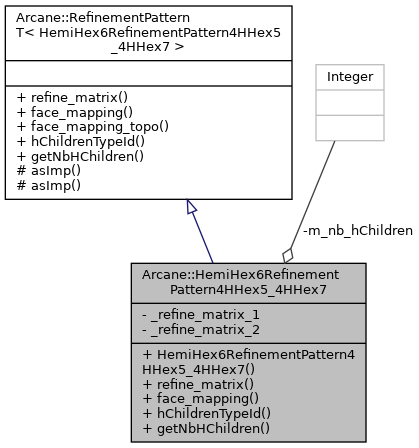 Arcane::RefinementPattern
T< HemiHex6RefinementPattern4HHex5
_4HHex7 >
+ refine_matrix()
+ face_mapping()
+ face_mapping_topo()
+ hChildrenTypeId()
+ getNbHChildren()
# asImp()
# asImp()
Integer
-m_nb_hChildren
Arcane::HemiHex6Refinement
Pattern4HHex5_4HHex7
- _refine_matrix_1
- _refine_matrix_2
+ HemiHex6RefinementPattern4
HHex5_4HHex7()
+ refine_matrix()
+ face_mapping()
+ hChildrenTypeId()
+ getNbHChildren()